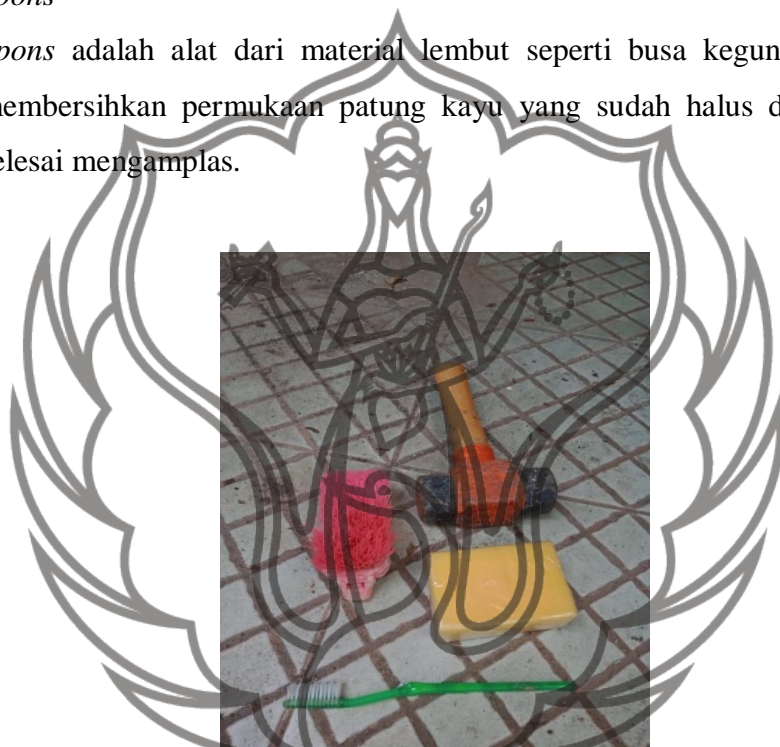 pons
pons adalah alat dari material lembut seperti busa kegun
membersihkan permukaan patung kayu yang sudah halus d
elesai mengamplas.